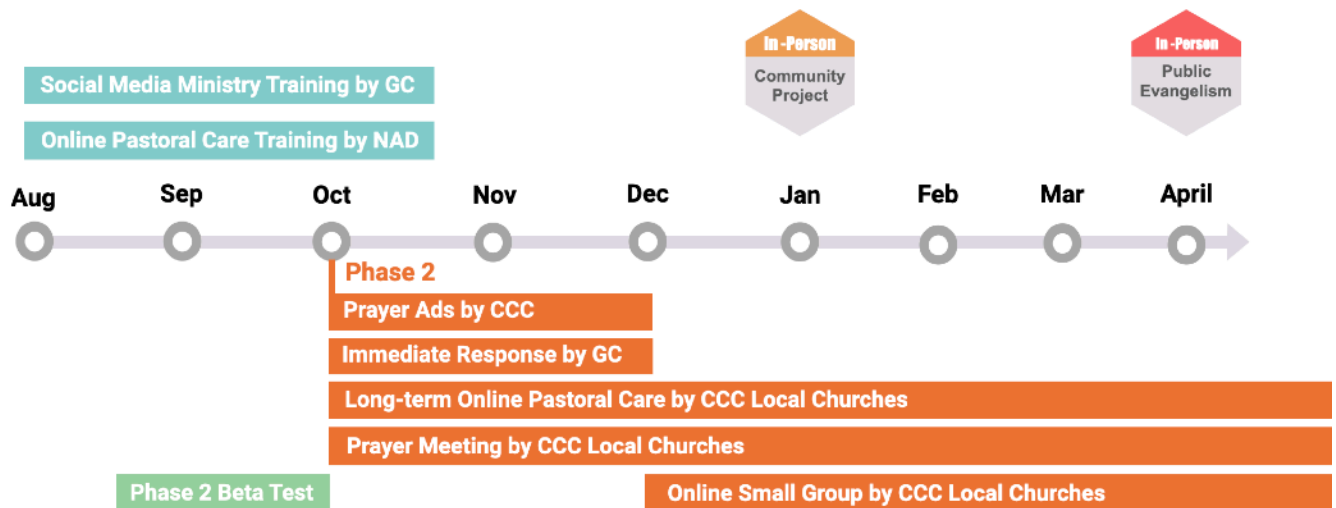 In-Person
Community
Project
In-Person
Public
Evangelism
Social Media Ministry Training by GC
Online Pastoral Care Training by NAD
Aug
Sep
Oct
Nov
Dec
Jan
Feb
Mar
April
Phase 2
Prayer Ads by CCC
Immediate Response by GC
Long-term Online Pastoral Care by CCC Local Churches
Prayer Meeting by CCC Local Churches
Phase 2 Beta Test
Online Small Group by CCC Local Churches